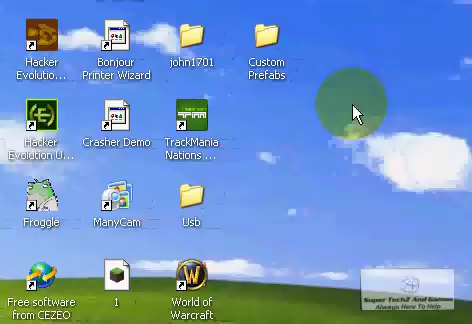 Hacker Evolutio...
Bonjour Printer Wizard
john1701
Custom Prefabs
Hacker Evolution U...
Crasher Demo
TrackMania Nations ...
Froggle
ManyCam
Usb
Free software from CEZEO
1
World of Warcraft
Super TechZ And Games
Always Here To Help